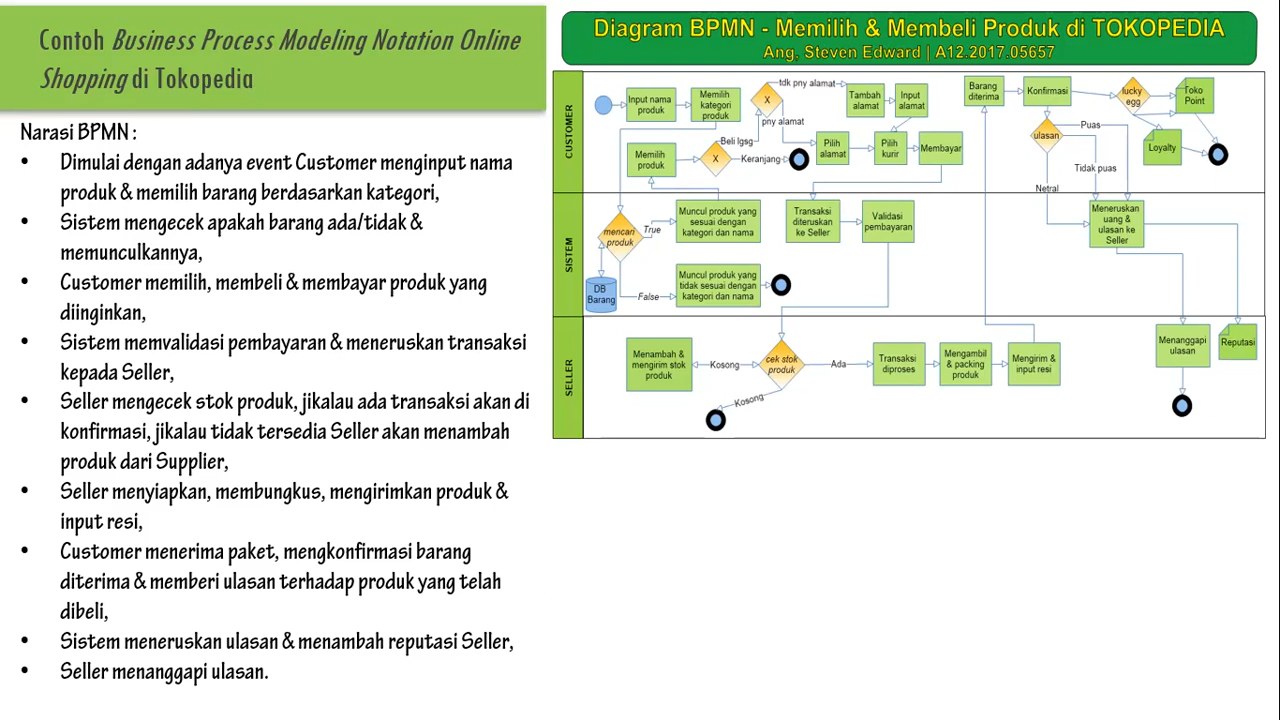 Contoh Business Process Modeling Notation Online
Shopping di Tokopedia
Narasi BPMN :
• Dimulai dengan adanya event Customer menginput nama
produk & memilih barang berdasarkan kategori,
• Sistem mengecek apakah barang ada/tidak &
memunculkannya,
• Customer memilih, membeli & membayar produk yang
diinginkan,
• Sistem memvalidasi pembayaran & meneruskan transaksi
kepada Seller,
• Seller mengecek stok produk, jikalau ada transaksi akan di
konfirmasi, jikalau tidak tersedia Seller akan menambah
produk dari Supplier,
• Seller menyiapkan, membungkus, mengirimkan produk &
input resi,
• Customer menerima paket, mengkonfirmasi barang
diterima & memberi ulasan terhadap produk yang telah
dibeli,
• Sistem meneruskan ulasan & menambah reputasi Seller,
• Seller menanggapi ulasan.
Diagram BPMN - Memilih & Membeli Produk di TOKOPEDIA
Ang, Steven Edward | A12.2017.05657
CUSTOMER
Input nama
produk
Memilih
kategori
produk
X
tdk pny alamat
pny alamat
Tambah
alamat
Input
alamat
Barang
diterima
Konfirmasi
lucky
egg
Toko
Point
Memilih
produk
X
Beli lgsg
Keranjang
Pilih
alamat
Pilih
kurir
Membayar
ulasan
Puas
Tidak puas
Netral
Loyalty
SISTEM
mencari
produk
True
False
DB
Barang
Muncul produk yang
sesuai dengan
kategori dan nama
Muncul produk yang
tidak sesuai dengan
kategori dan nama
Transaksi
diteruskan
ke Seller
Validasi
pembayaran
Meneruskan
uang &
ulasan ke
Seller
SELLER
Menambah &
mengirim stok
produk
Kosong
cek stok
produk
Kosong
Ada
Transaksi
diproses
Mengambil
& packing
produk
Mengirim &
input resi
Menanggapi
ulasan
Reputasi